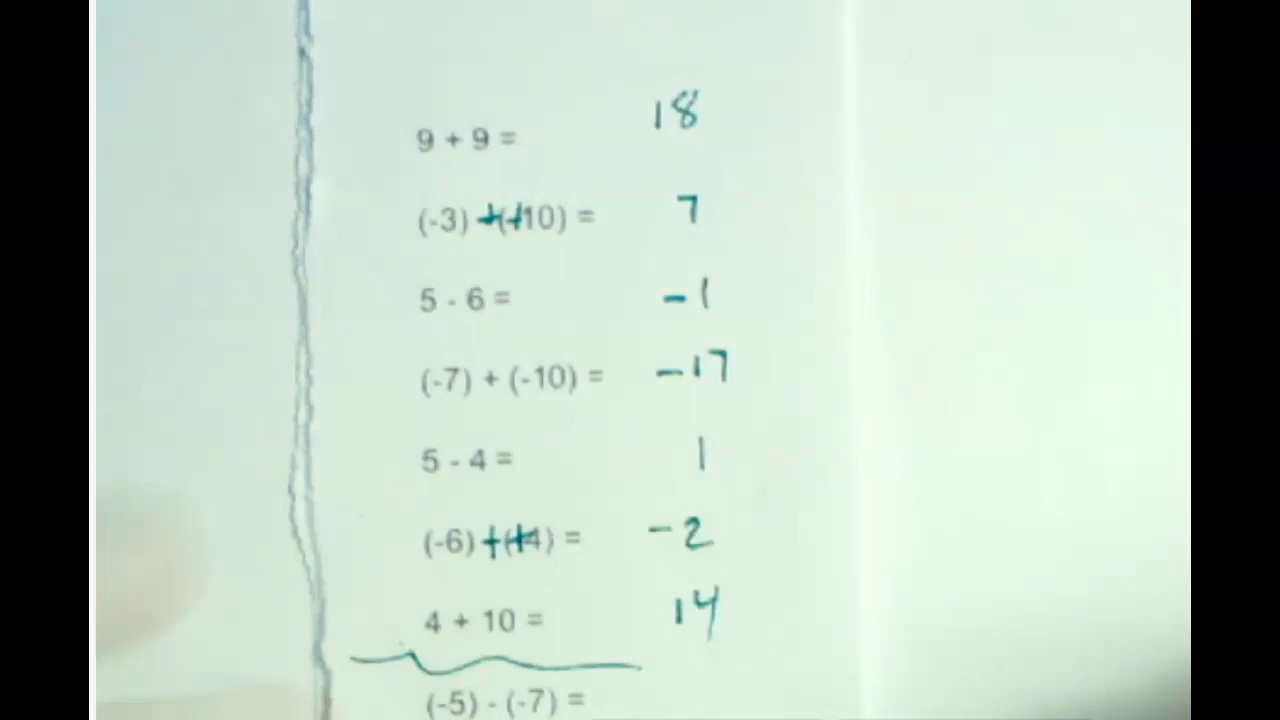 9 + 9 = 18
(-3) +(+10) = 7
5 - 6 = -1
(-7) + (-10) = -17
5 - 4 = 1
(-6) +(+4) = -2
4 + 10 = 14
(-5) - (-7) =